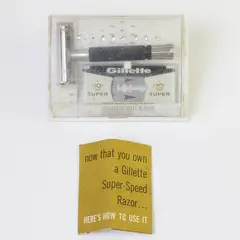 Gillette
SUPER
SUPER
now that you own
a Gillette
Super-Speed
Razor...
HERE'S HOW TO USE IT